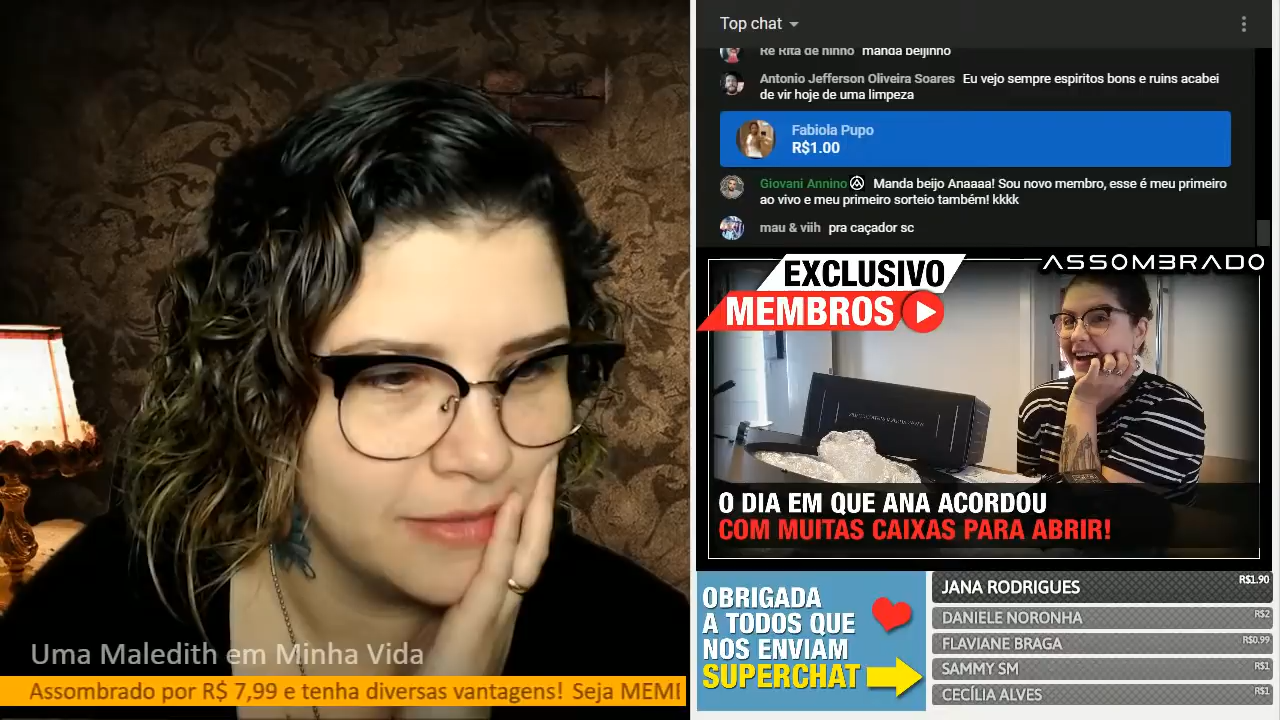 Top chat
Re Rita de ninho manda beijinho
Antonio Jefferson Oliveira Soares Eu vejo sempre espiritos bons e ruins acabei
de vir hoje de uma limpeza
Fabiola Pupo
R$1.00
Giovani Annino Manda beijo Anaaaa! Sou novo membro, esse é meu primeiro
ao vivo e meu primeiro sorteio também! kkkk
mau & viih pra caçador sc
EXCLUSIVO
MEMBROS
ASSOMBRADO
O DIA EM QUE ANA ACORDOU
COM MUITAS CAIXAS PARA ABRIR!
Uma Maledith em Minha Vida
Assombrado por R$ 7,99 e tenha diversas vantagens! Seja MEM
OBRIGADA
A TODOS QUE
NOS ENVIAM
SUPERCHAT
JANA RODRIGUES R$1.90
DANIELE NORONHA R$2
FLAVIANE BRAGA R$0.99
SAMMY SM R$1
CECÍLIA ALVES R$1